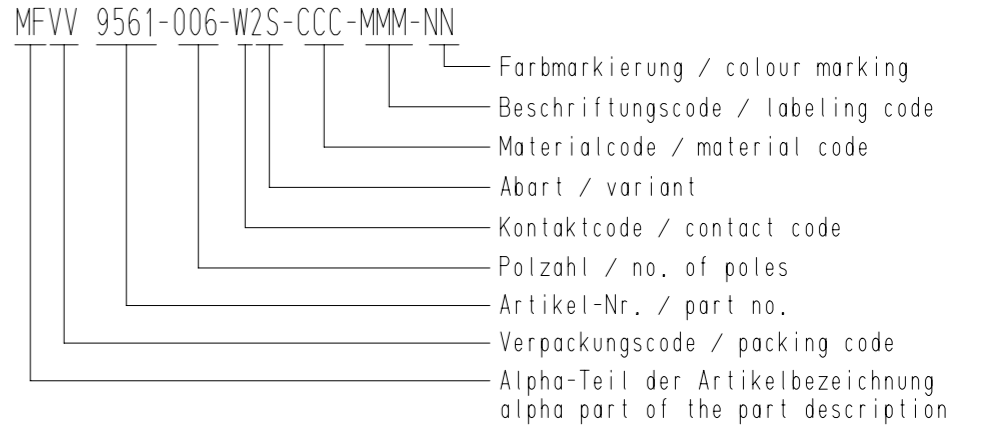 MFVV 9561-006-W2S-CCC-MMM-NN
Farbmarkierung / colour marking
Beschriftungscode / labeling code
Materialcode / material code
Abart / variant
Kontaktcode / contact code
Polzahl / no. of poles
Artikel-Nr. / part no.
Verpackungscode / packing code
Alpha-Teil der Artikelbezeichnung
alpha part of the part description